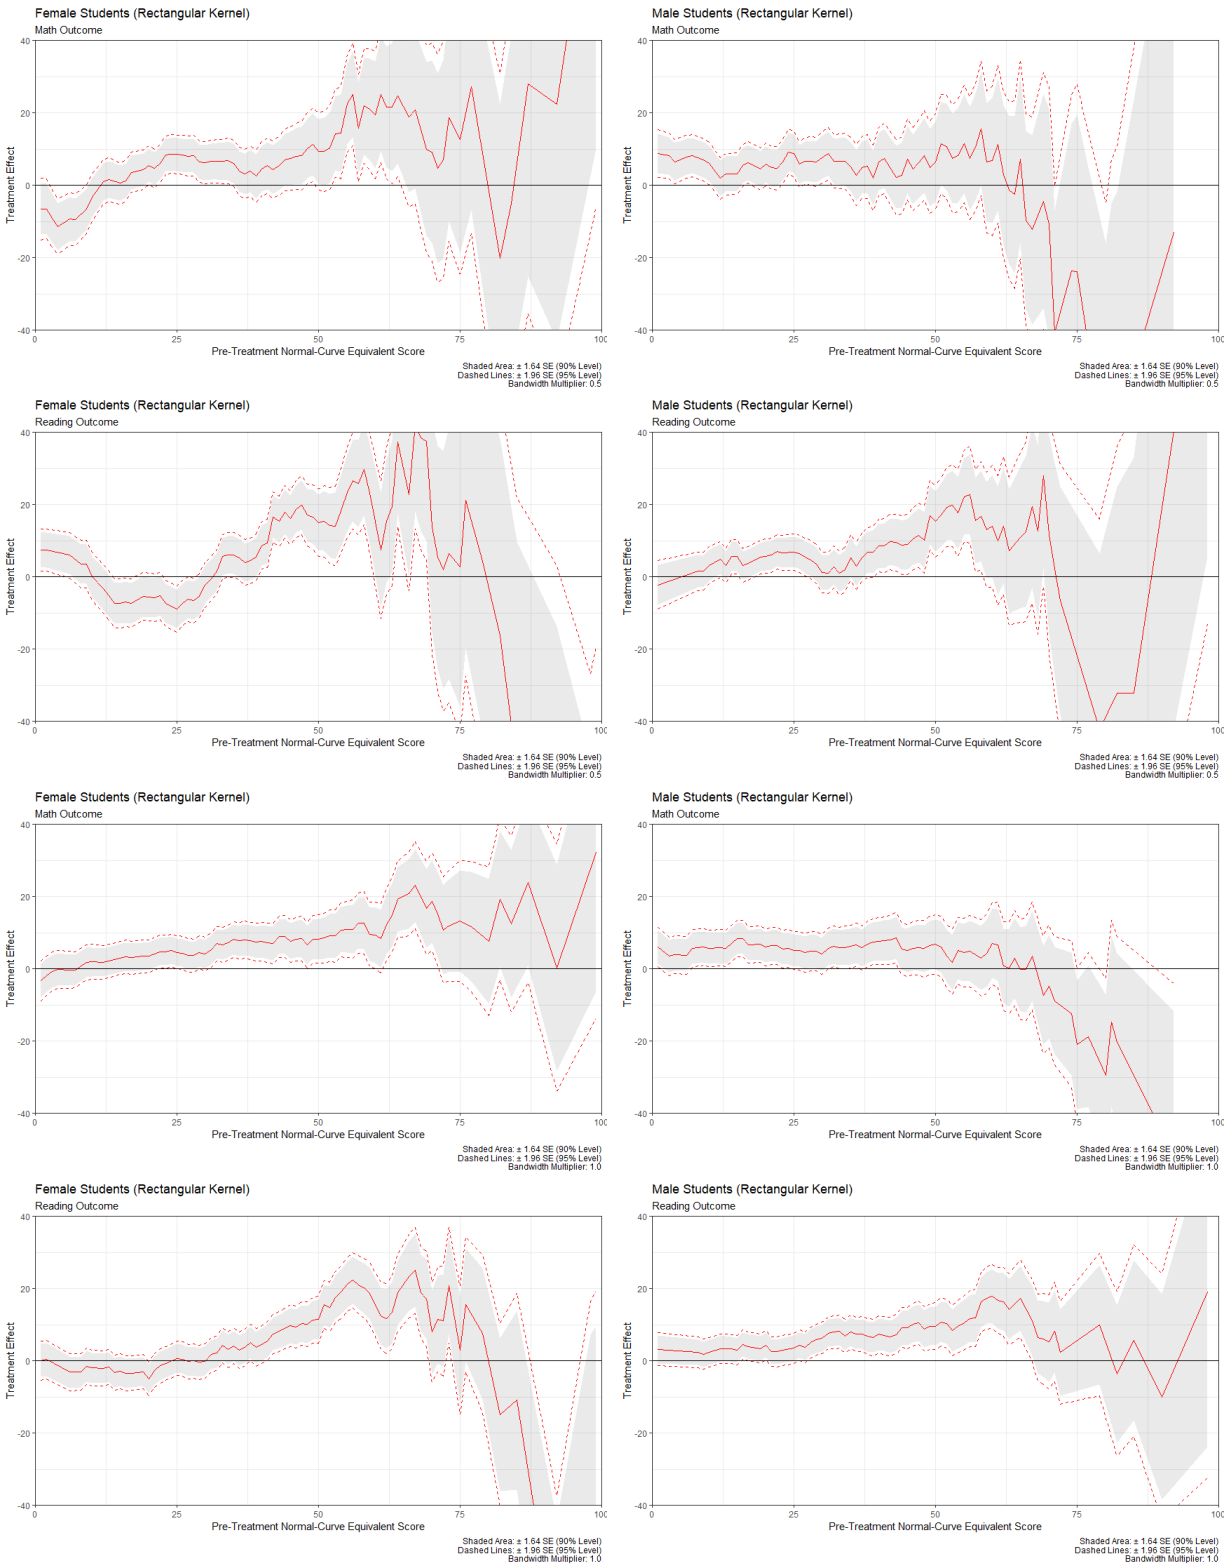 Female Students (Rectangular Kernel)
Math Outcome
40
20
0
-20
-40
Treatment Effect
0
25
50
75
100
Pre-Treatment Normal-Curve Equivalent Score
Shaded Area: ± 1.64 SE (90% Level)
Dashed Lines: ± 1.96 SE (95% Level)
Bandwidth Multiplier: 0.5
Male Students (Rectangular Kernel)
Math Outcome
40
20
0
-20
-40
Treatment Effect
0
25
50
75
100
Pre-Treatment Normal-Curve Equivalent Score
Shaded Area: ± 1.64 SE (90% Level)
Dashed Lines: ± 1.96 SE (95% Level)
Bandwidth Multiplier: 0.5
Female Students (Rectangular Kernel)
Reading Outcome
40
20
0
-20
-40
Treatment Effect
0
25
50
75
100
Pre-Treatment Normal-Curve Equivalent Score
Shaded Area: ± 1.64 SE (90% Level)
Dashed Lines: ± 1.96 SE (95% Level)
Bandwidth Multiplier: 0.5
Male Students (Rectangular Kernel)
Reading Outcome
40
20
0
-20
-40
Treatment Effect
0
25
50
75
100
Pre-Treatment Normal-Curve Equivalent Score
Shaded Area: ± 1.64 SE (90% Level)
Dashed Lines: ± 1.96 SE (95% Level)
Bandwidth Multiplier: 0.5
Female Students (Rectangular Kernel)
Math Outcome
40
20
0
-20
-40
Treatment Effect
0
25
50
75
100
Pre-Treatment Normal-Curve Equivalent Score
Shaded Area: ± 1.64 SE (90% Level)
Dashed Lines: ± 1.96 SE (95% Level)
Bandwidth Multiplier: 1.0
Male Students (Rectangular Kernel)
Math Outcome
40
20
0
-20
-40
Treatment Effect
0
25
50
75
100
Pre-Treatment Normal-Curve Equivalent Score
Shaded Area: ± 1.64 SE (90% Level)
Dashed Lines: ± 1.96 SE (95% Level)
Bandwidth Multiplier: 1.0
Female Students (Rectangular Kernel)
Reading Outcome
40
20
0
-20
-40
Treatment Effect
0
25
50
75
100
Pre-Treatment Normal-Curve Equivalent Score
Shaded Area: ± 1.64 SE (90% Level)
Dashed Lines: ± 1.96 SE (95% Level)
Bandwidth Multiplier: 1.0
Male Students (Rectangular Kernel)
Reading Outcome
40
20
0
-20
-40
Treatment Effect
0
25
50
75
100
Pre-Treatment Normal-Curve Equivalent Score
Shaded Area: ± 1.64 SE (90% Level)
Dashed Lines: ± 1.96 SE (95% Level)
Bandwidth Multiplier: 1.0